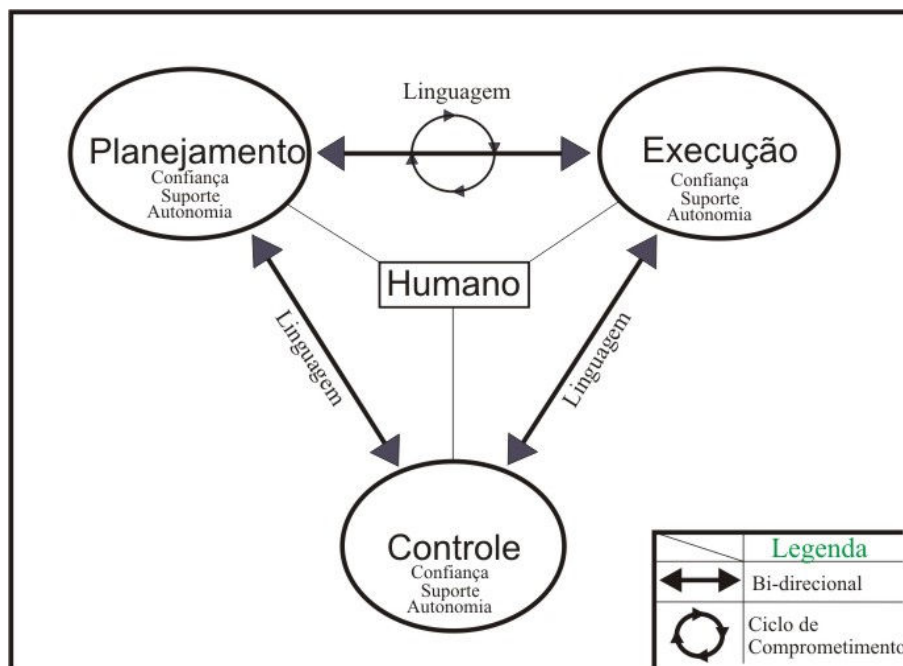 Linguagem
Planejamento
Confiança
Suporte
Autonomia
Execução
Confiança
Suporte
Autonomia
Humano
Linguagem
Linguagem
Controle
Confiança
Suporte
Autonomia
Legenda
Bi-direcional
Ciclo de
Comprometimento